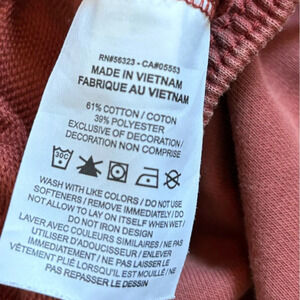 RN#56323 - CA#05553
MADE IN VIETNAM
FABRIQUE AU VIETNAM
61% COTTON / COTON
39% POLYESTER
EXCLUSIVE OF DECORATION /
DECORATION NON COMPRISE
30C
WASH WITH LIKE COLORS / DO NOT USE
SOFTENERS / REMOVE IMMEDIATELY / DO
NOT ALLOW TO LAY ON ITSELF WHEN WET /
DO NOT IRON DESIGN
LAVER AVEC COULEURS SIMILAIRES / NE PAS
UTILISER D'ADOUCISSEUR / ENLEVER
IMMÉDIATEMENT / NE PAS LAISSER LE
VÊTEMENT PLIÉ LORSQU'IL EST MOUILLÉ / NE
PAS REPASSER LE DESSIN